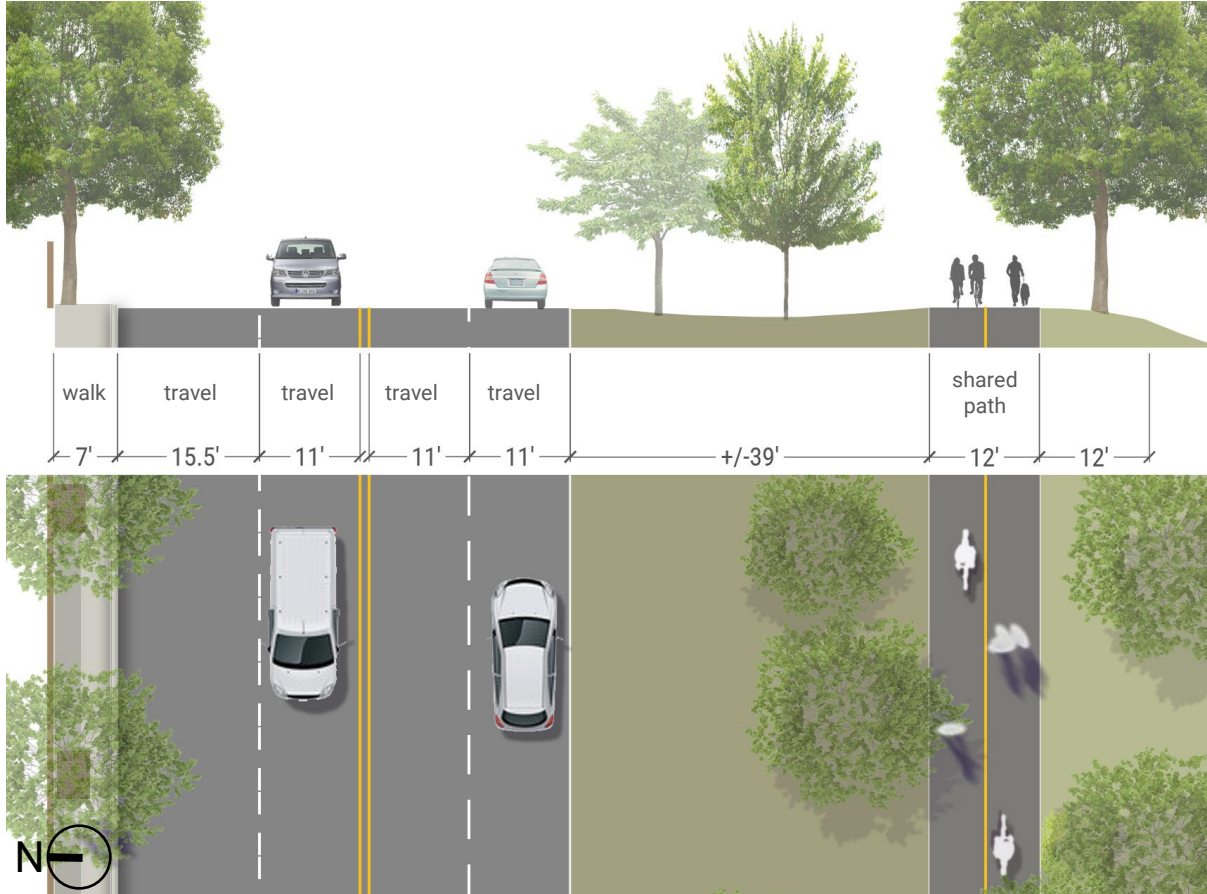 walk
travel
travel
travel
travel
shared
path
7'
15.5'
11'
11'
11'
+/-39'
12'
12'
N